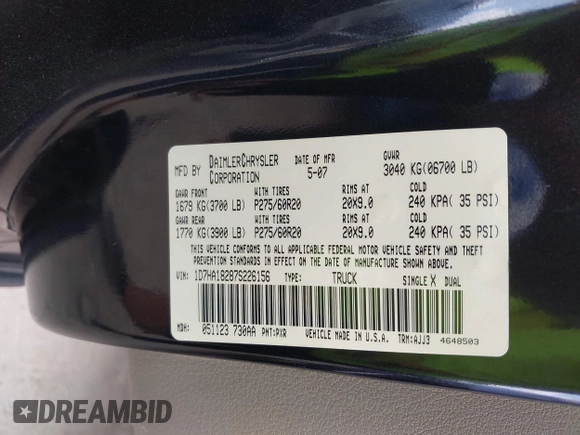 MFD BY DAIMLERCHRYSLER CORPORATION
DATE OF MFR 5-07
GVWR 3040 KG(06700 LB)
GAWR FRONT WITH TIRES RIMS AT COLD
1679 KG(3700 LB) P275/60R20 20X9.0 240 KPA( 35 PSI)
GAWR REAR WITH TIRES RIMS AT COLD
1770 KG(3900 LB) P275/60R20 20X9.0 240 KPA( 35 PSI)
THIS VEHICLE CONFORMS TO ALL APPLICABLE FEDERAL MOTOR VEHICLE SAFETY AND THEFT
PREVENTION STANDARDS IN EFFECT ON THE DATE OF MANUFACTURE SHOWN ABOVE.
VIN: 1D7HA18287S226156 TYPE: TRUCK SINGLE X DUAL
MDH: 051123 730AA PNT:PXR VEHICLE MADE IN U.S.A. TRM:AJJ3 4648503
DREAMBID